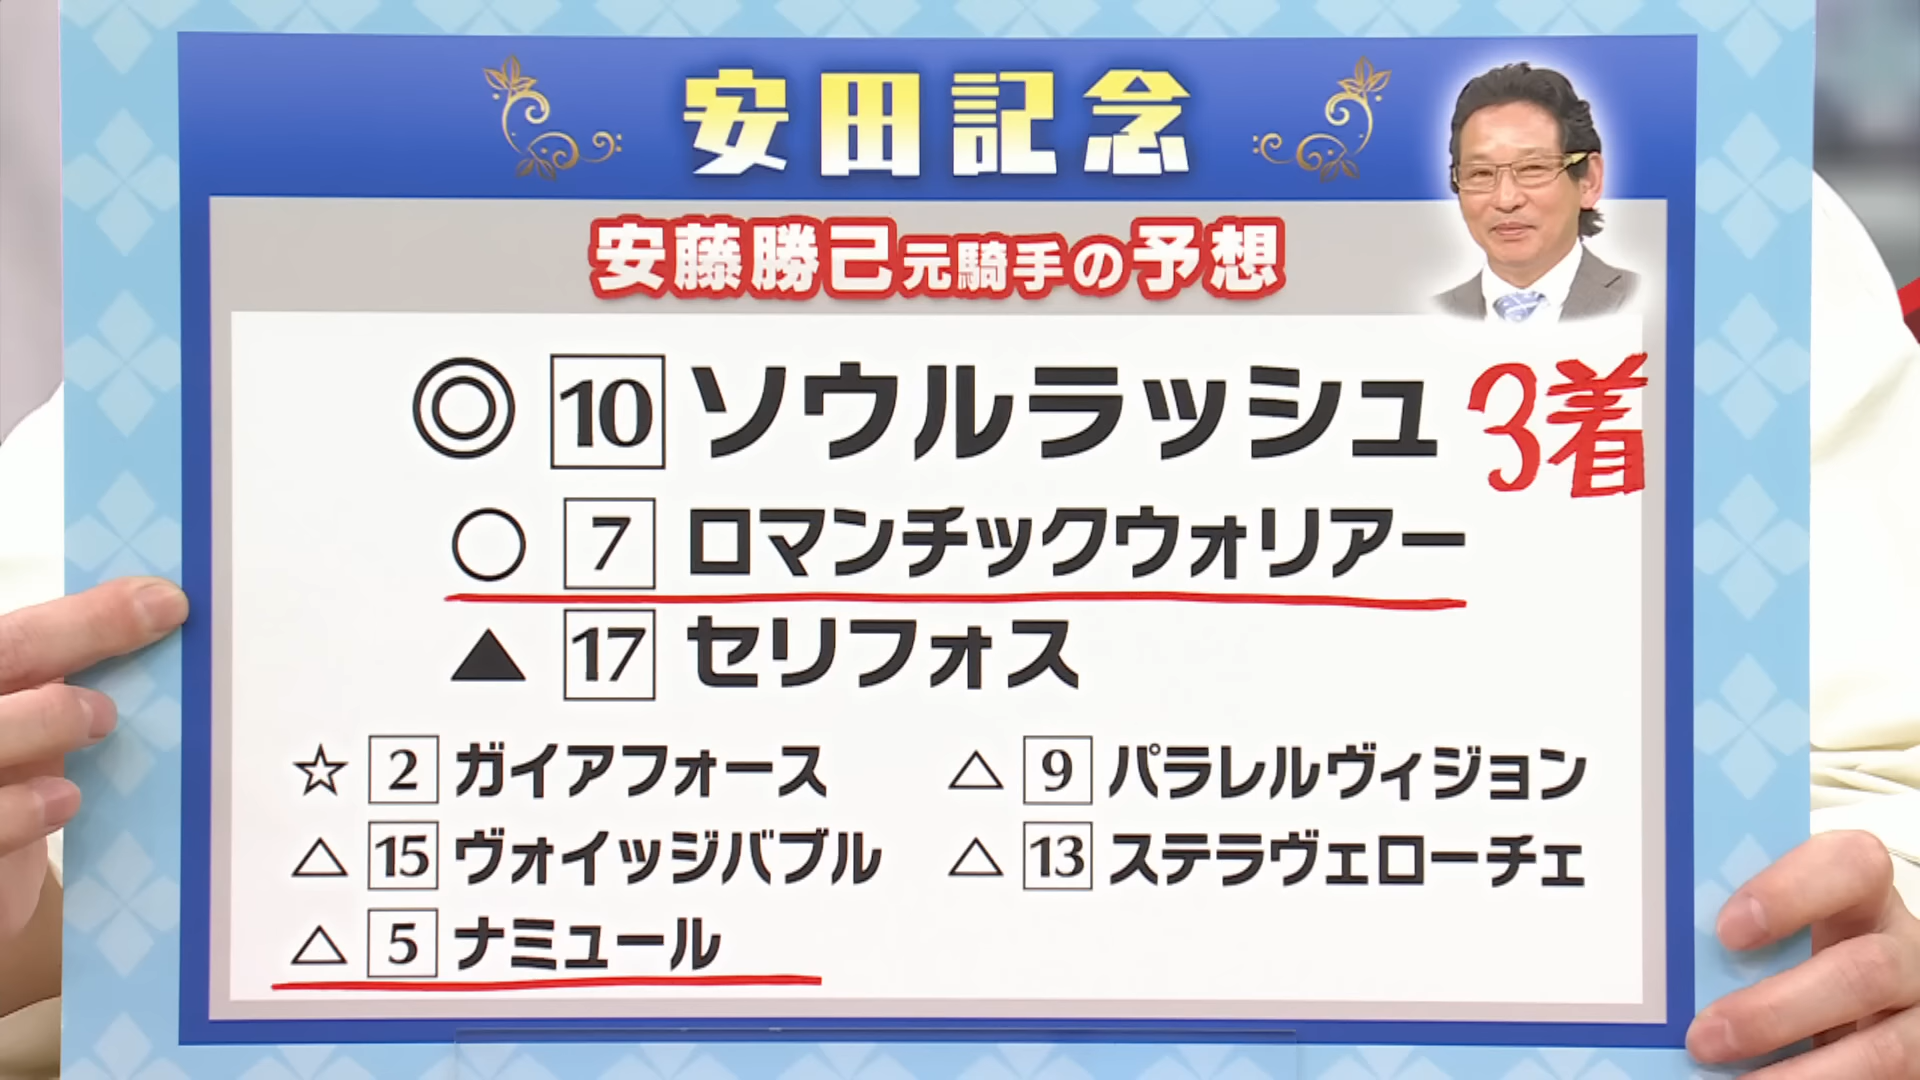 安田記念
安藤勝己元騎手の予想
◎ 10 ソウルラッシュ 3着
○ 7 ロマンチックウォリアー
▲ 17 セリフォス
☆ 2 ガイアフォース
△ 9 パラレルヴィジョン
△ 15 ヴォイッジバブル
△ 13 ステラヴェローチェ
△ 5 ナミュール